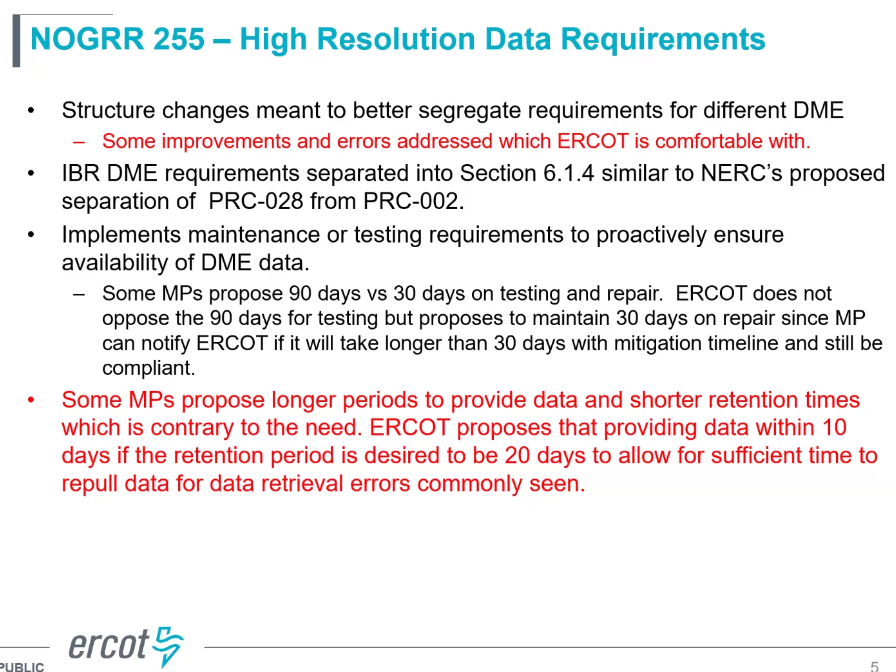 NOGRR 255 – High Resolution Data Requirements
• Structure changes meant to better segregate requirements for different DME
– Some improvements and errors addressed which ERCOT is comfortable with.
• IBR DME requirements separated into Section 6.1.4 similar to NERC’s proposed
separation of  PRC-028 from PRC-002.
• Implements maintenance or testing requirements to proactively ensure
availability of DME data.
– Some MPs propose 90 days vs 30 days on testing and repair.  ERCOT does not
oppose the 90 days for testing but proposes to maintain 30 days on repair since MP
can notify ERCOT if it will take longer than 30 days with mitigation timeline and still be
compliant.
• Some MPs propose longer periods to provide data and shorter retention times
which is contrary to the need. ERCOT proposes that providing data within 10
days if the retention period is desired to be 20 days to allow for sufficient time to
repull data for data retrieval errors commonly seen.
ercot
PUBLIC
5